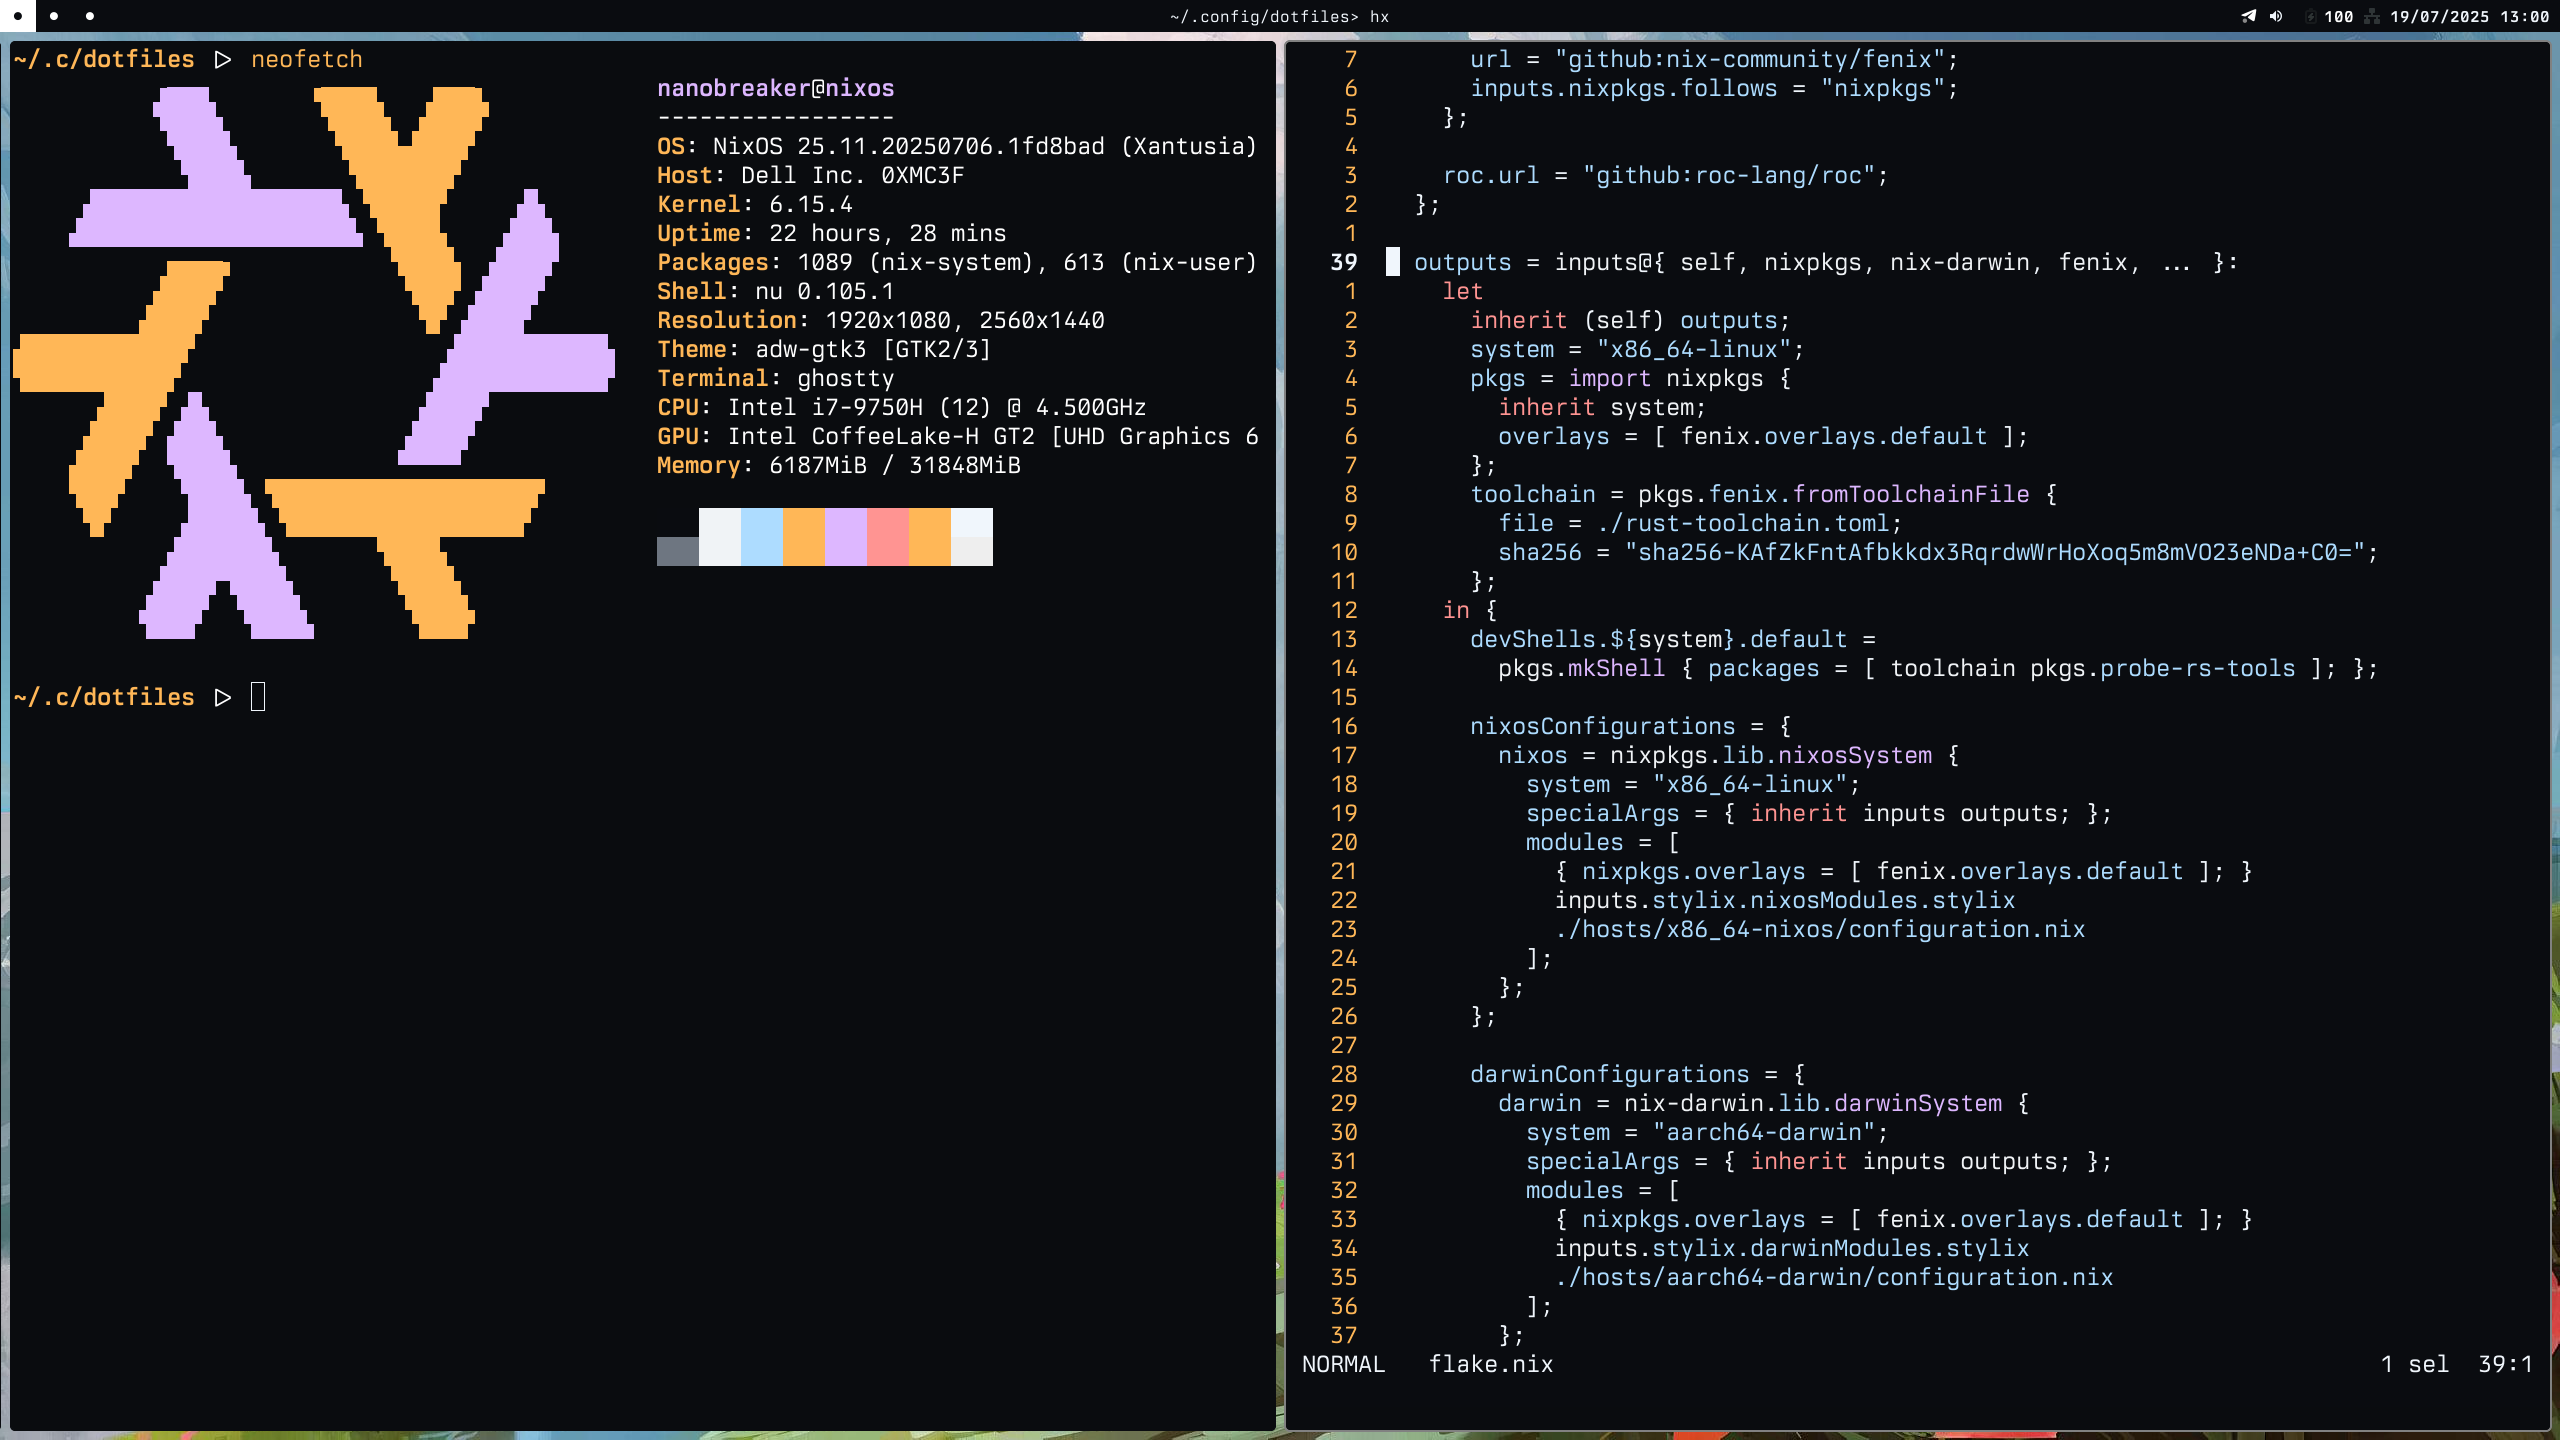 ~/.config/dotfiles> hx
100
19/07/2025 13:00
~/.c/dotfiles ▷ neofetch
nanobreaker@nixos
-----------------
OS: NixOS 25.11.20250706.1fd8bad (Xantusia)
Host: Dell Inc. 0XMC3F
Kernel: 6.15.4
Uptime: 22 hours, 28 mins
Packages: 1089 (nix-system), 613 (nix-user)
Shell: nu 0.105.1
Resolution: 1920x1080, 2560x1440
Theme: adw-gtk3 [GTK2/3]
Terminal: ghostty
CPU: Intel i7-9750H (12) @ 4.500GHz
GPU: Intel CoffeeLake-H GT2 [UHD Graphics 6
Memory: 6187MiB / 31848MiB
~/.c/dotfiles ▷
7 url = "github:nix-community/fenix";
6 inputs.nixpkgs.follows = "nixpkgs";
5 };
4
3 roc.url = "github:roc-lang/roc";
2 };
1
39 outputs = inputs@{ self, nixpkgs, nix-darwin, fenix, ... }:
1 let
2 inherit (self) outputs;
3 system = "x86_64-linux";
4 pkgs = import nixpkgs {
5 inherit system;
6 overlays = [ fenix.overlays.default ];
7 };
8 toolchain = pkgs.fenix.fromToolchainFile {
9 file = ./rust-toolchain.toml;
10 sha256 = "sha256-KAfZkFntAfbkkdx3RqrdwWrHoXoq5m8mVO23eNDa+C0=";
11 };
12 in {
13 devShells.${system}.default =
14 pkgs.mkShell { packages = [ toolchain pkgs.probe-rs-tools ]; };
15
16 nixosConfigurations = {
17 nixos = nixpkgs.lib.nixosSystem {
18 system = "x86_64-linux";
19 specialArgs = { inherit inputs outputs; };
20 modules = [
21 { nixpkgs.overlays = [ fenix.overlays.default ]; }
22 inputs.stylix.nixosModules.stylix
23 ./hosts/x86_64-nixos/configuration.nix
24 ];
25 };
26 };
27
28 darwinConfigurations = {
29 darwin = nix-darwin.lib.darwinSystem {
30 system = "aarch64-darwin";
31 specialArgs = { inherit inputs outputs; };
32 modules = [
33 { nixpkgs.overlays = [ fenix.overlays.default ]; }
34 inputs.stylix.darwinModules.stylix
35 ./hosts/aarch64-darwin/configuration.nix
36 ];
37 };
NORMAL flake.nix 1 sel 39:1